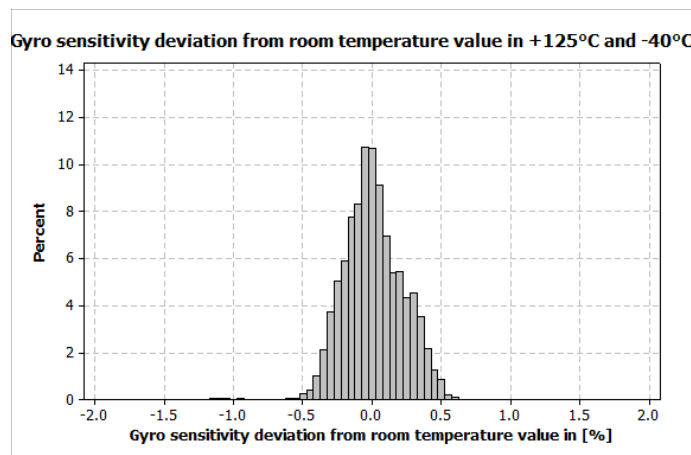 Gyro sensitivity deviation from room temperature value in +125°C and -40°C
14
12
10
8
6
4
2
0
Percent
-2.0 -1.5 -1.0 -0.5 0.0 0.5 1.0 1.5 2.0
Gyro sensitivity deviation from room temperature value in [%]